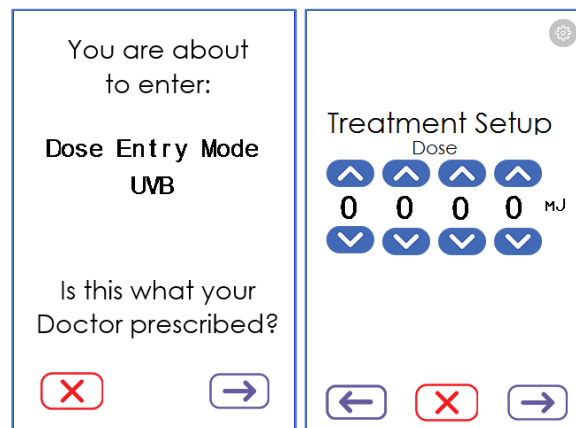 You are about
to enter:
Dose Entry Mode
UVB
Is this what your
Doctor prescribed?
Treatment Setup
Dose
0 0 0 0 MJ